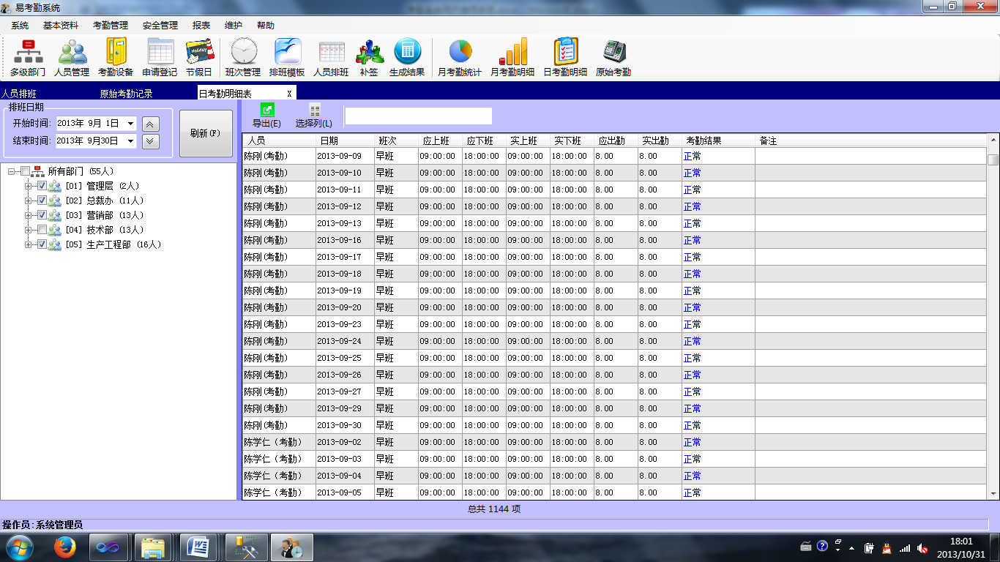 易考勤系统
系统 基本资料 考勤管理 安全管理 报表 维护 帮助
多级部门 人员管理 考勤设备 申请登记 节假日 班次管理 排班模板 人员排班 补签 生成结果 月考勤统计 月考勤明细 日考勤明细 原始考勤
人员排班 原始考勤记录 日考勤明细表 x
排班日期
开始时间: 2013年 9月 1日
结束时间: 2013年 9月30日
刷新(F)
导出(E) 选择列(L)
所有部门 (55人)
[01] 管理层 (2人)
[02] 总裁办 (11人)
[03] 营销部 (13人)
[04] 技术部 (13人)
[05] 生产工程部 (16人)
人员 日期 班次 应上班 应下班 实上班 实下班 应出勤 实出勤 考勤结果 备注
陈刚(考勤) 2013-09-09 早班 09:00:00 18:00:00 09:00:00 18:00:00 8.00 8.00 正常
陈刚(考勤) 2013-09-10 早班 09:00:00 18:00:00 09:00:00 18:00:00 8.00 8.00 正常
陈刚(考勤) 2013-09-11 早班 09:00:00 18:00:00 09:00:00 18:00:00 8.00 8.00 正常
陈刚(考勤) 2013-09-12 早班 09:00:00 18:00:00 09:00:00 18:00:00 8.00 8.00 正常
陈刚(考勤) 2013-09-13 早班 09:00:00 18:00:00 09:00:00 18:00:00 8.00 8.00 正常
陈刚(考勤) 2013-09-16 早班 09:00:00 18:00:00 09:00:00 18:00:00 8.00 8.00 正常
陈刚(考勤) 2013-09-17 早班 09:00:00 18:00:00 09:00:00 18:00:00 8.00 8.00 正常
陈刚(考勤) 2013-09-18 早班 09:00:00 18:00:00 09:00:00 18:00:00 8.00 8.00 正常
陈刚(考勤) 2013-09-19 早班 09:00:00 18:00:00 09:00:00 18:00:00 8.00 8.00 正常
陈刚(考勤) 2013-09-20 早班 09:00:00 18:00:00 09:00:00 18:00:00 8.00 8.00 正常
陈刚(考勤) 2013-09-23 早班 09:00:00 18:00:00 09:00:00 18:00:00 8.00 8.00 正常
陈刚(考勤) 2013-09-24 早班 09:00:00 18:00:00 09:00:00 18:00:00 8.00 8.00 正常
陈刚(考勤) 2013-09-25 早班 09:00:00 18:00:00 09:00:00 18:00:00 8.00 8.00 正常
陈刚(考勤) 2013-09-26 早班 09:00:00 18:00:00 09:00:00 18:00:00 8.00 8.00 正常
陈刚(考勤) 2013-09-27 早班 09:00:00 18:00:00 09:00:00 18:00:00 8.00 8.00 正常
陈刚(考勤) 2013-09-29 早班 09:00:00 18:00:00 09:00:00 18:00:00 8.00 8.00 正常
陈刚(考勤) 2013-09-30 早班 09:00:00 18:00:00 09:00:00 18:00:00 8.00 8.00 正常
陈学仁(考勤) 2013-09-02 早班 09:00:00 18:00:00 09:00:00 18:00:00 8.00 8.00 正常
陈学仁(考勤) 2013-09-03 早班 09:00:00 18:00:00 09:00:00 18:00:00 8.00 8.00 正常
陈学仁(考勤) 2013-09-04 早班 09:00:00 18:00:00 09:00:00 18:00:00 8.00 8.00 正常
陈学仁(考勤) 2013-09-05 早班 09:00:00 18:00:00 09:00:00 18:00:00 8.00 8.00 正常
总共 1144 项
操作员:系统管理员
18:01
2013/10/31